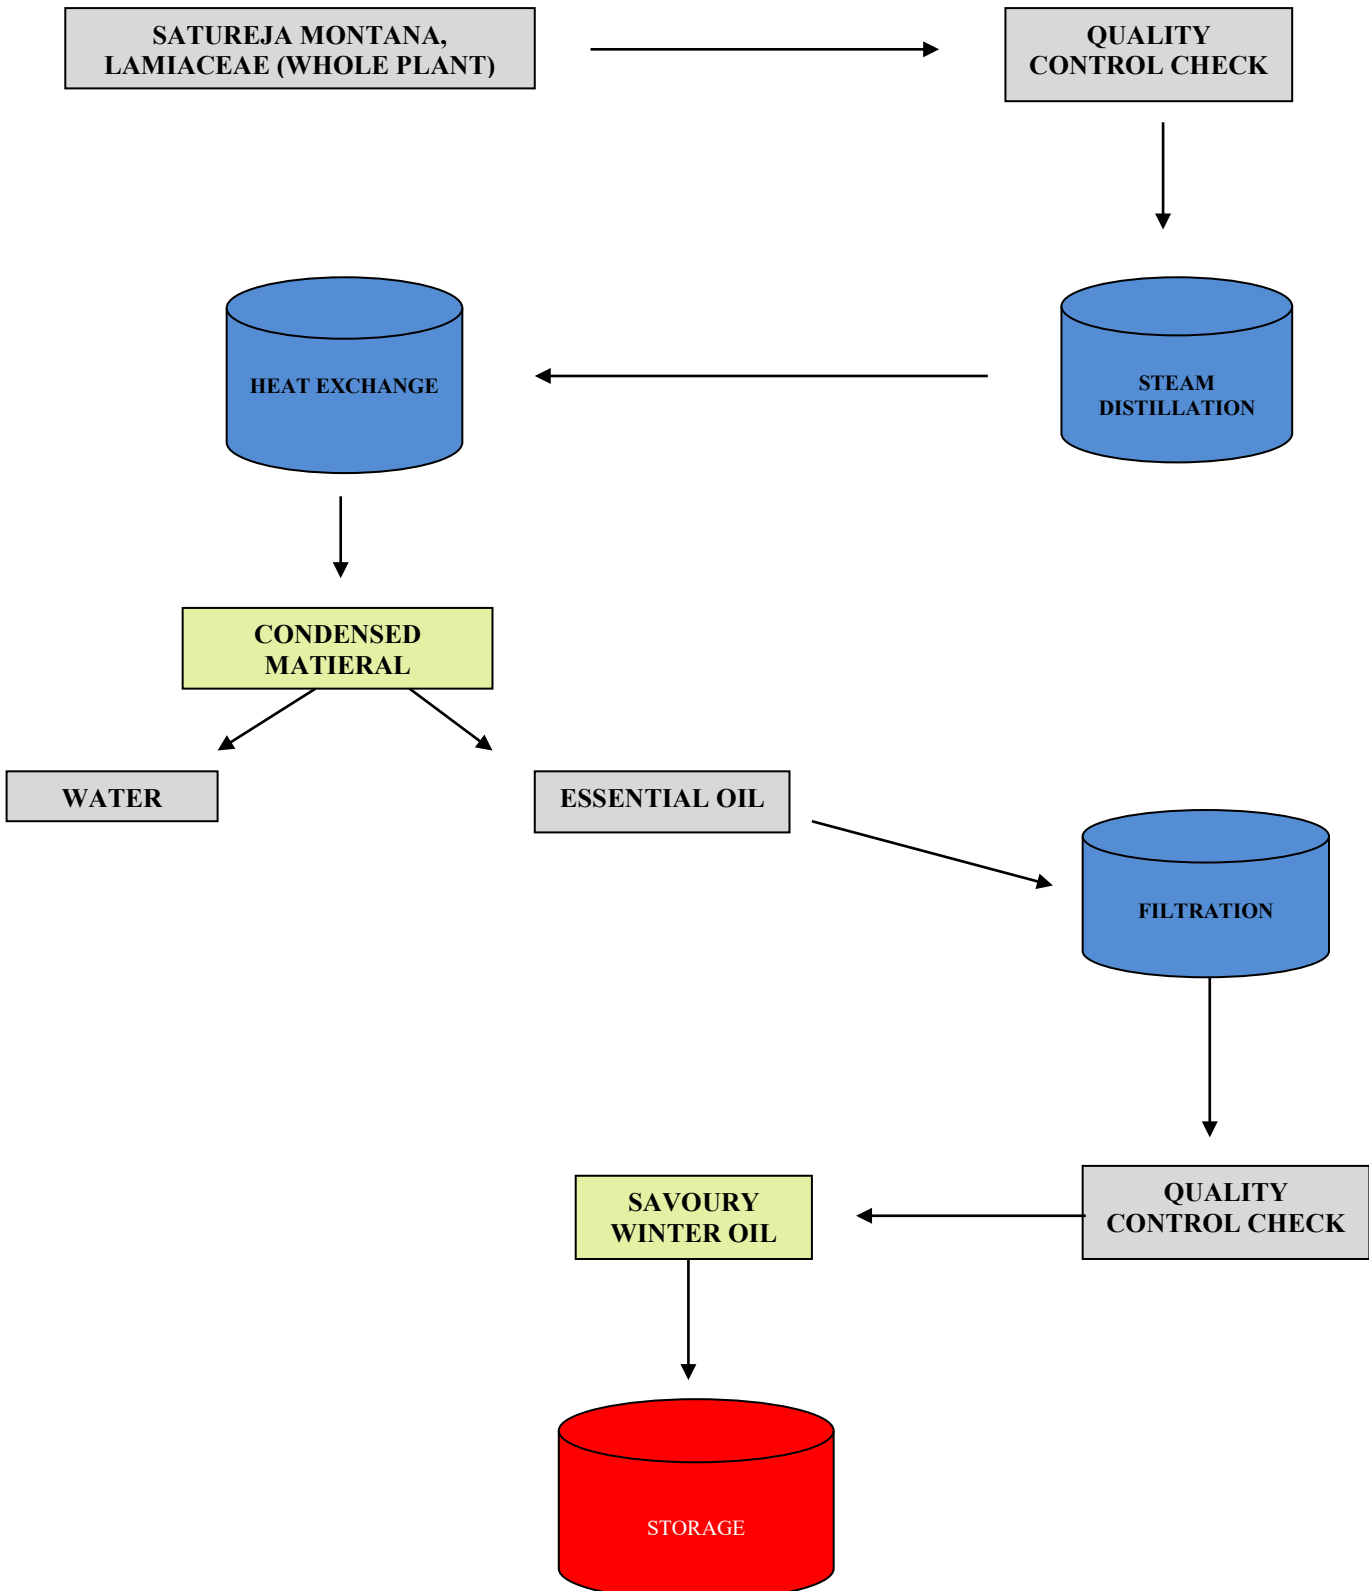 SATUREJA MONTANA,
LAMIACEAE (WHOLE PLANT)
QUALITY
CONTROL CHECK
STEAM
DISTILLATION
HEAT EXCHANGE
CONDENSED
MATIERAL
WATER
ESSENTIAL OIL
FILTRATION
QUALITY
CONTROL CHECK
SAVOURY
WINTER OIL
STORAGE